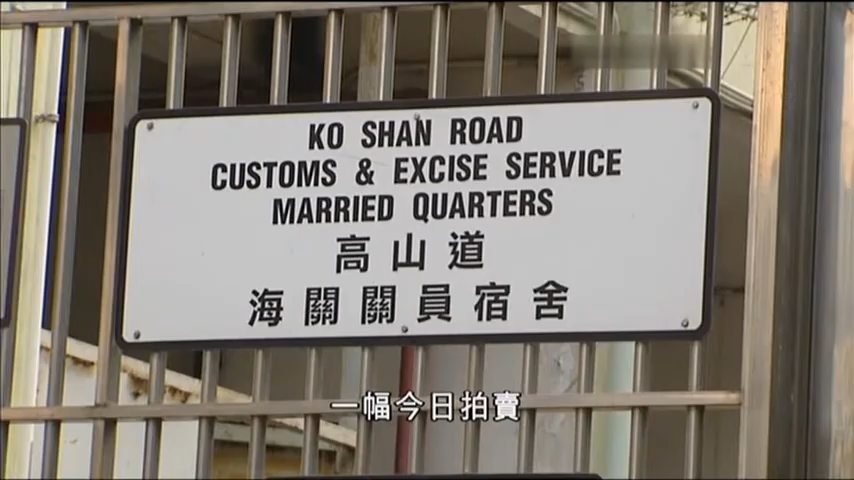 KO SHAN ROAD
CUSTOMS & EXCISE SERVICE
MARRIED QUARTERS
高山道
海關關員宿舍
一幅今日拍賣